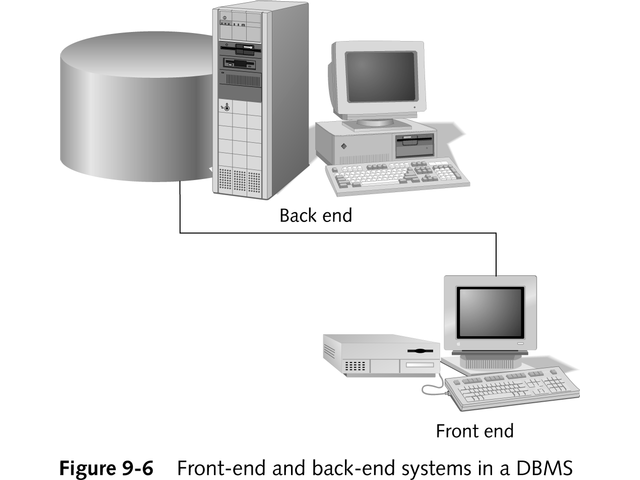 Back end
Front end
Figure 9-6 Front-end and back-end systems in a DBMS